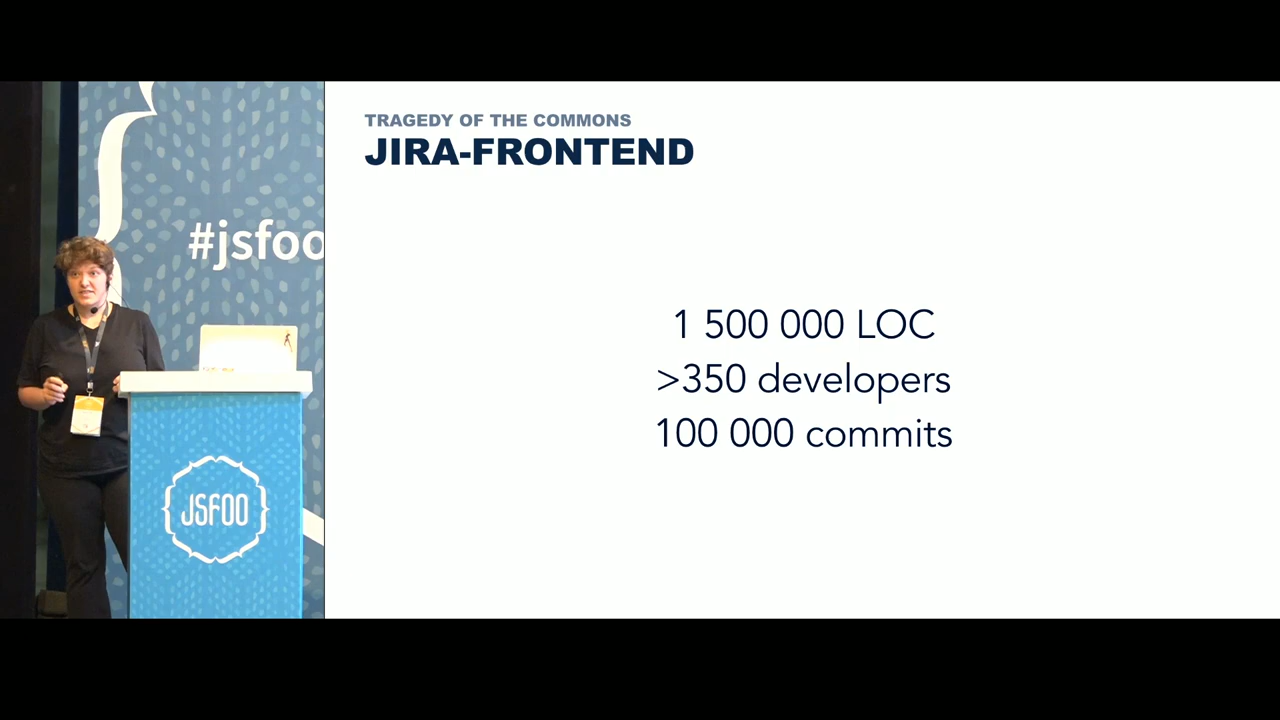 TRAGEDY OF THE COMMONS
JIRA-FRONTEND
#jsfoo
1 500 000 LOC
>350 developers
100 000 commits
JSFOO